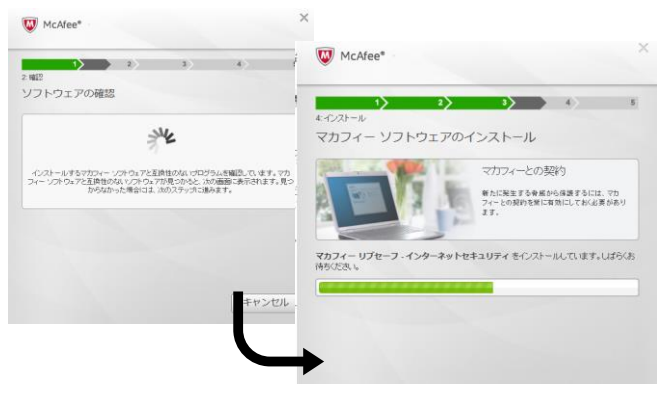 McAfee®
1 2 3 4
2: 確認
ソフトウェアの確認
インストールするマカフィー ソフトウェアと互換性のないプログラムを確認しています。マカ
フィー ソフトウェアと互換性のないソフトウェアが見つかると、次の画面に表示されます。見つ
からなかった場合には、次のステップに進みます。
キャンセル
McAfee®
1 2 3 4 5
4: インストール
マカフィー ソフトウェアのインストール
マカフィーとの契約
新たに発生する脅威から保護するには、マカ
フィーとの契約を常に有効にしておく必要があり
ます。
マカフィー リブセーフ - インターネットセキュリティ をインストールしています。しばらくお
待ちください。